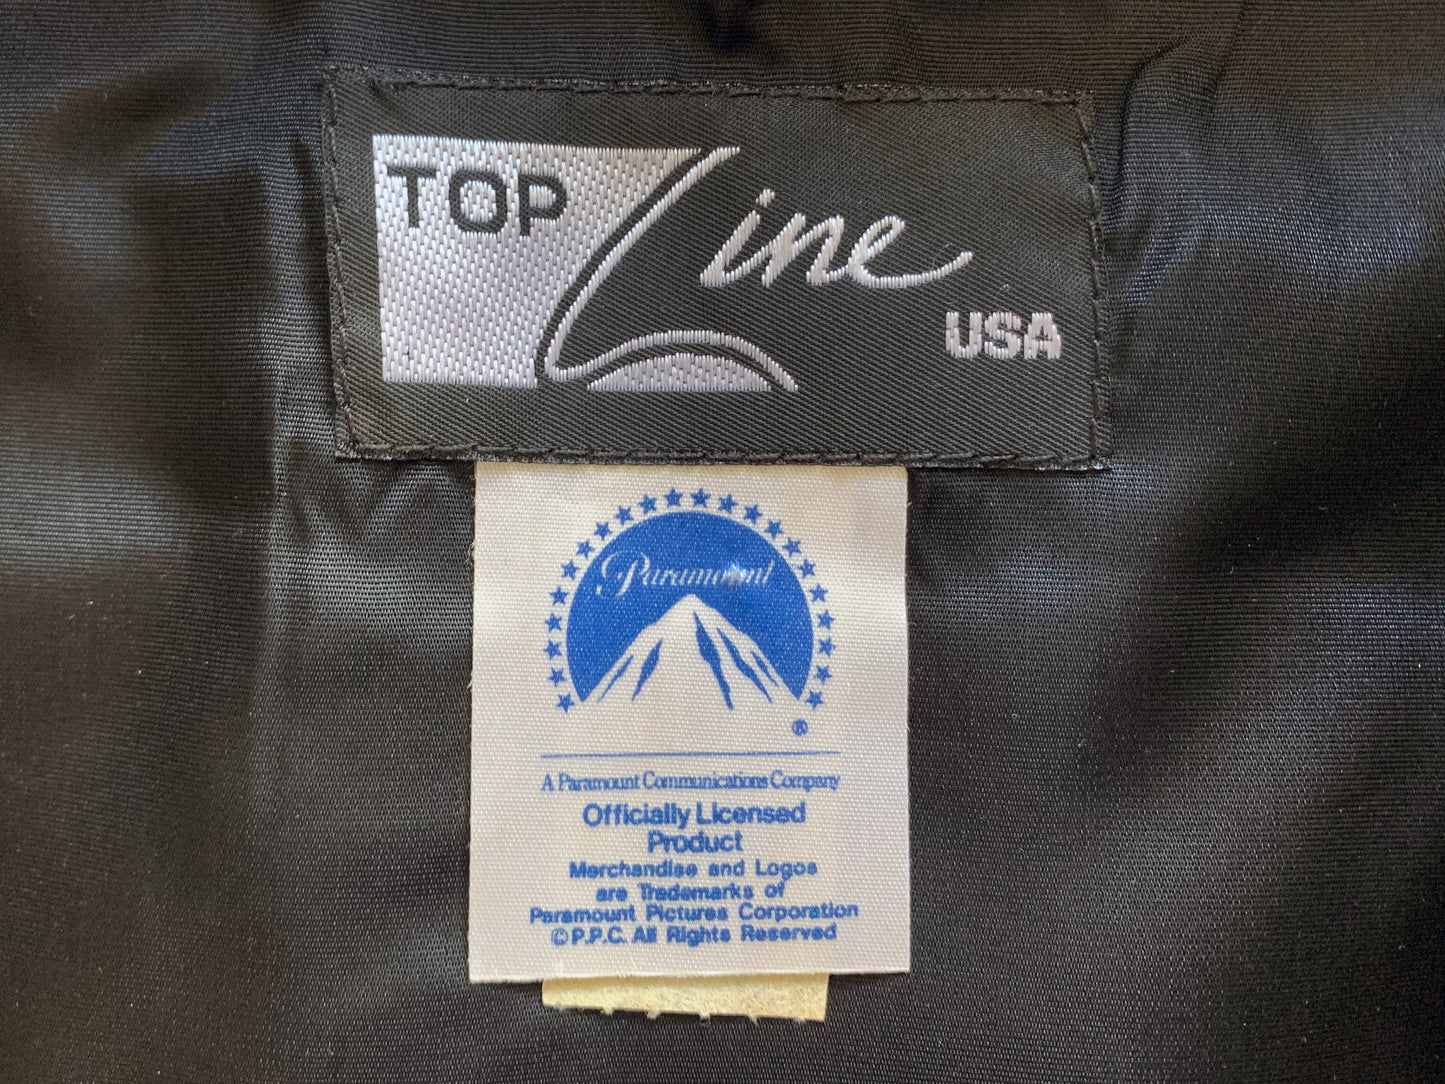 TOP Line
USA
Paramount
®
A Paramount Communications Company
Officially Licensed
Product
Merchandise and Logos
are Trademarks of
Paramount Pictures Corporation
© P.P.C. All Rights Reserved